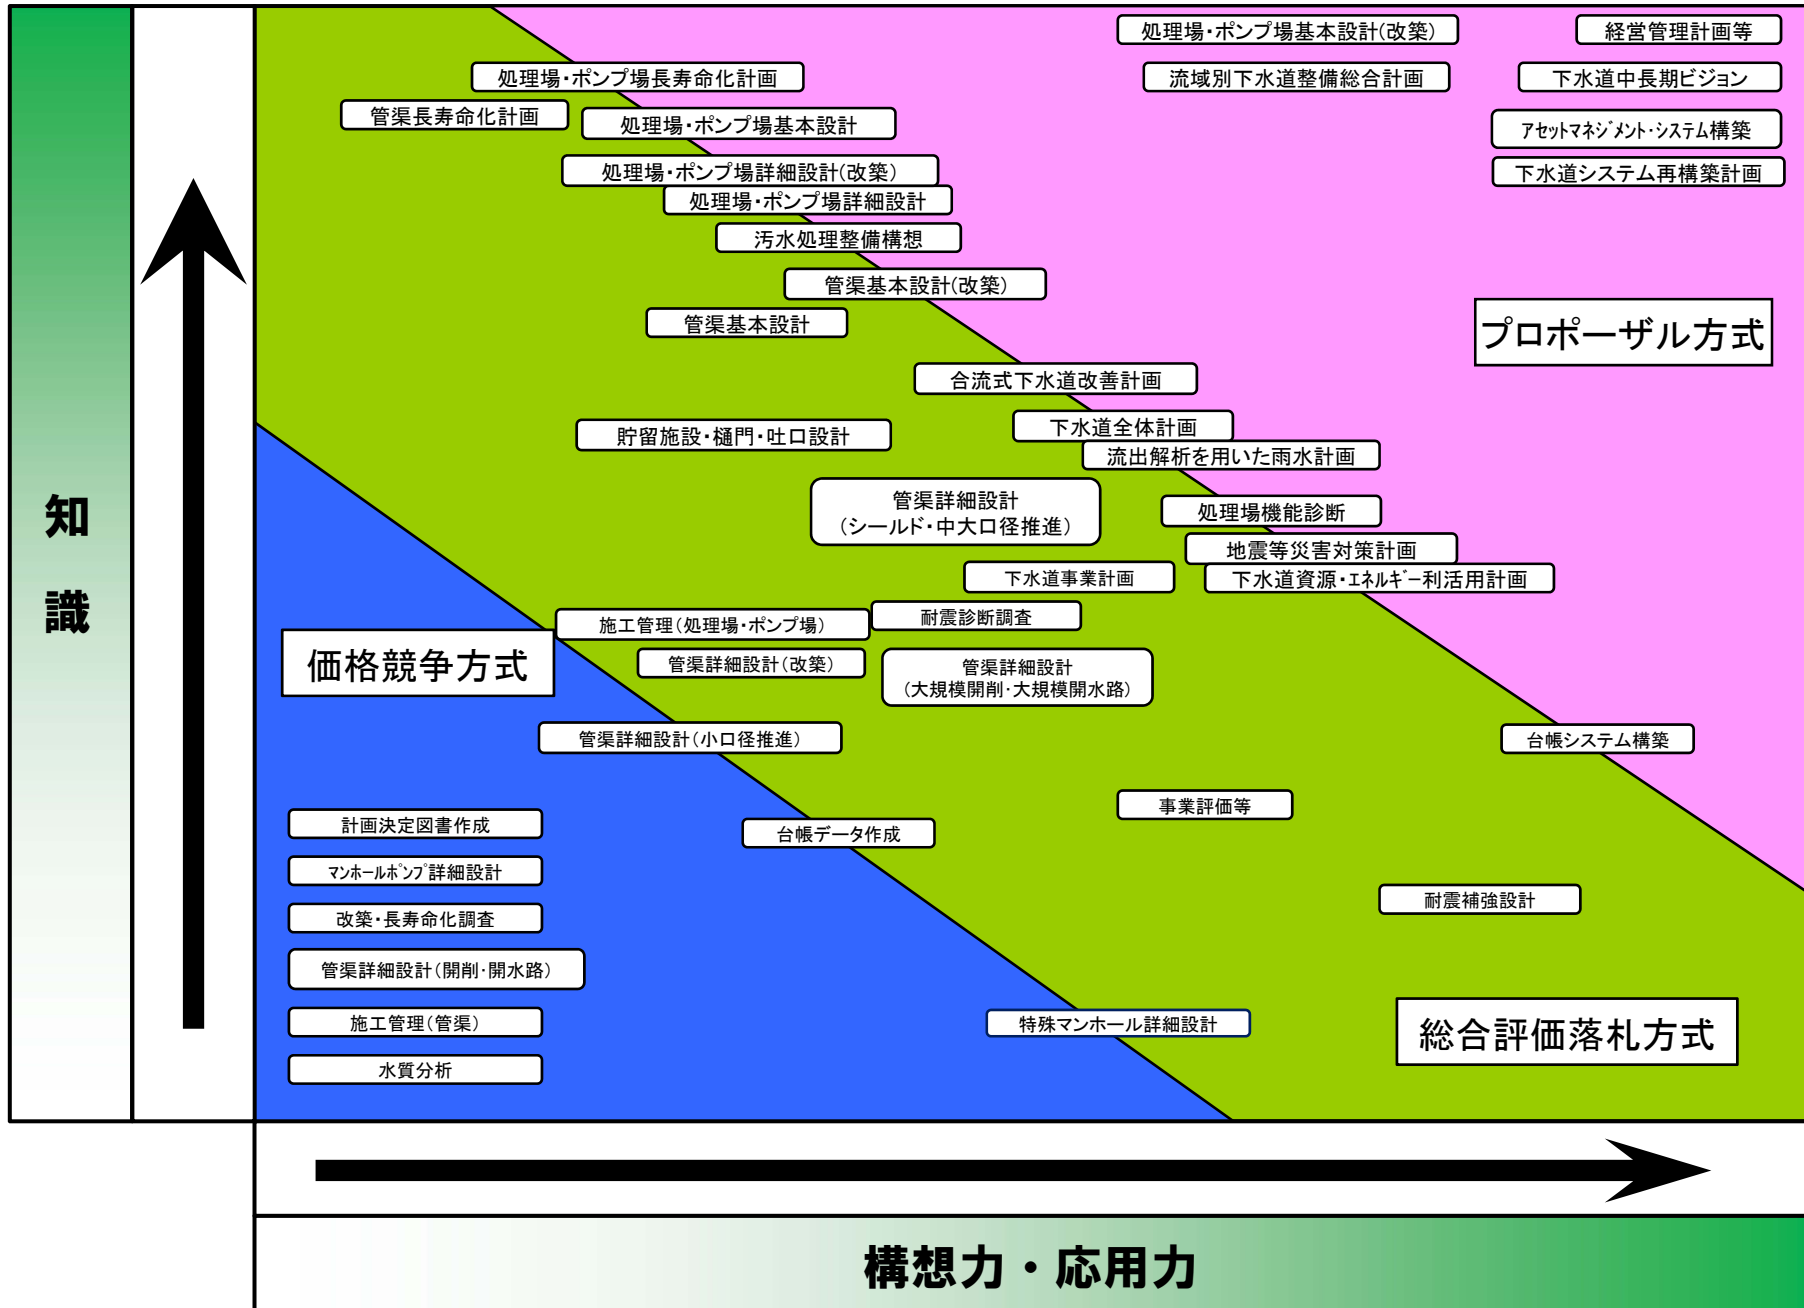 処理場・ポンプ場基本設計(改築)
経営管理計画等
処理場・ポンプ場長寿命化計画
流域別下水道整備総合計画
下水道中長期ビジョン
管渠長寿命化計画
処理場・ポンプ場基本設計
アセットマネジメント・システム構築
処理場・ポンプ場詳細設計(改築)
下水道システム再構築計画
処理場・ポンプ場詳細設計
汚水処理整備構想
管渠基本設計(改築)
管渠基本設計
プロポーザル方式
合流式下水道改善計画
下水道全体計画
貯留施設・樋門・吐口設計
流出解析を用いた雨水計画
管渠詳細設計
(シールド・中大口径推進)
処理場機能診断
地震等災害対策計画
下水道事業計画
下水道資源・エネルギー利活用計画
知
識
施工管理(処理場・ポンプ場)
耐震診断調査
価格競争方式
管渠詳細設計(改築)
管渠詳細設計
(大規模開削・大規模開水路)
管渠詳細設計(小口径推進)
台帳システム構築
事業評価等
計画決定図書作成
台帳データ作成
マンホールポンプ詳細設計
耐震補強設計
改築・長寿命化調査
管渠詳細設計(開削・開水路)
施工管理(管渠)
特殊マンホール詳細設計
総合評価落札方式
水質分析
構想力・応用力